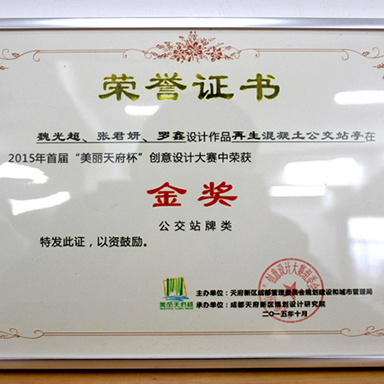 荣誉证书
魏光超、张君妍、罗鑫设计作品再生混凝土公交站亭在
2015年首届“美丽天府杯”创意设计大赛中荣获
金奖
公交站牌类
特发此证，以资鼓励。
美丽天府杯
主办单位：天府新区成都管理委员会规划建设和城市管理局
承办单位：成都天府新区规划设计研究院
二〇一五年十月